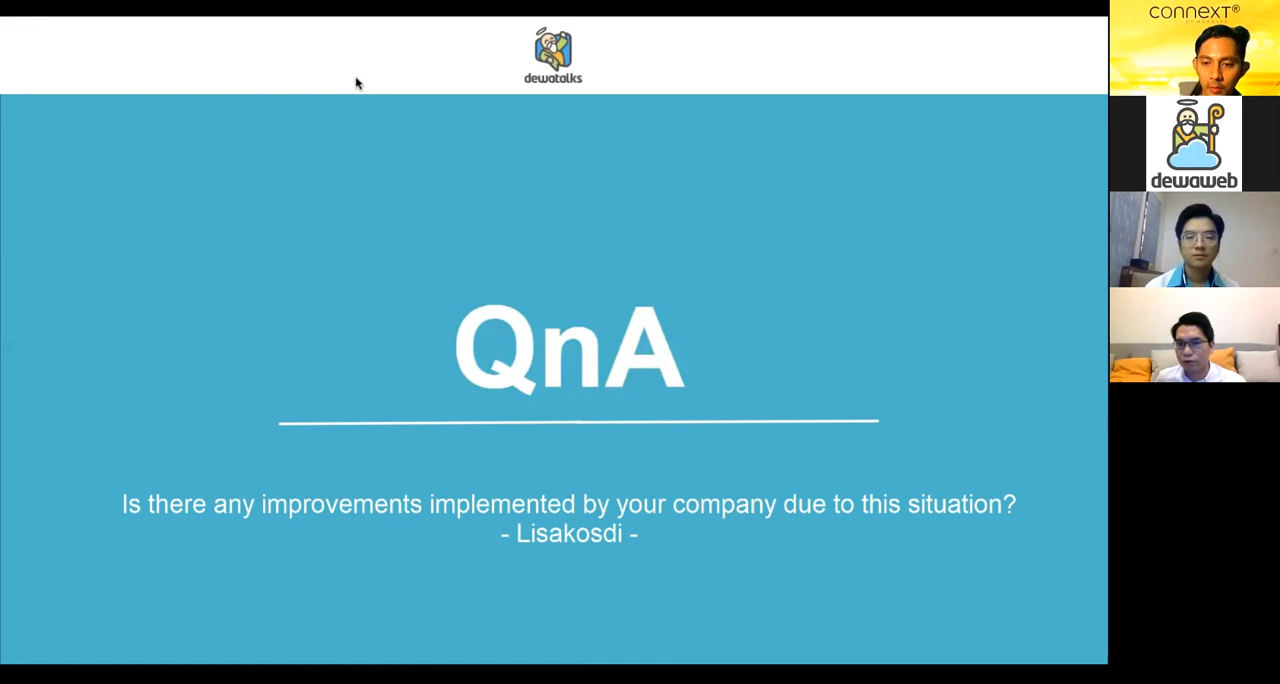 dewatalks
QnA
Is there any improvements implemented by your company due to this situation?
- Lisakosdi -
connext®
dewaweb